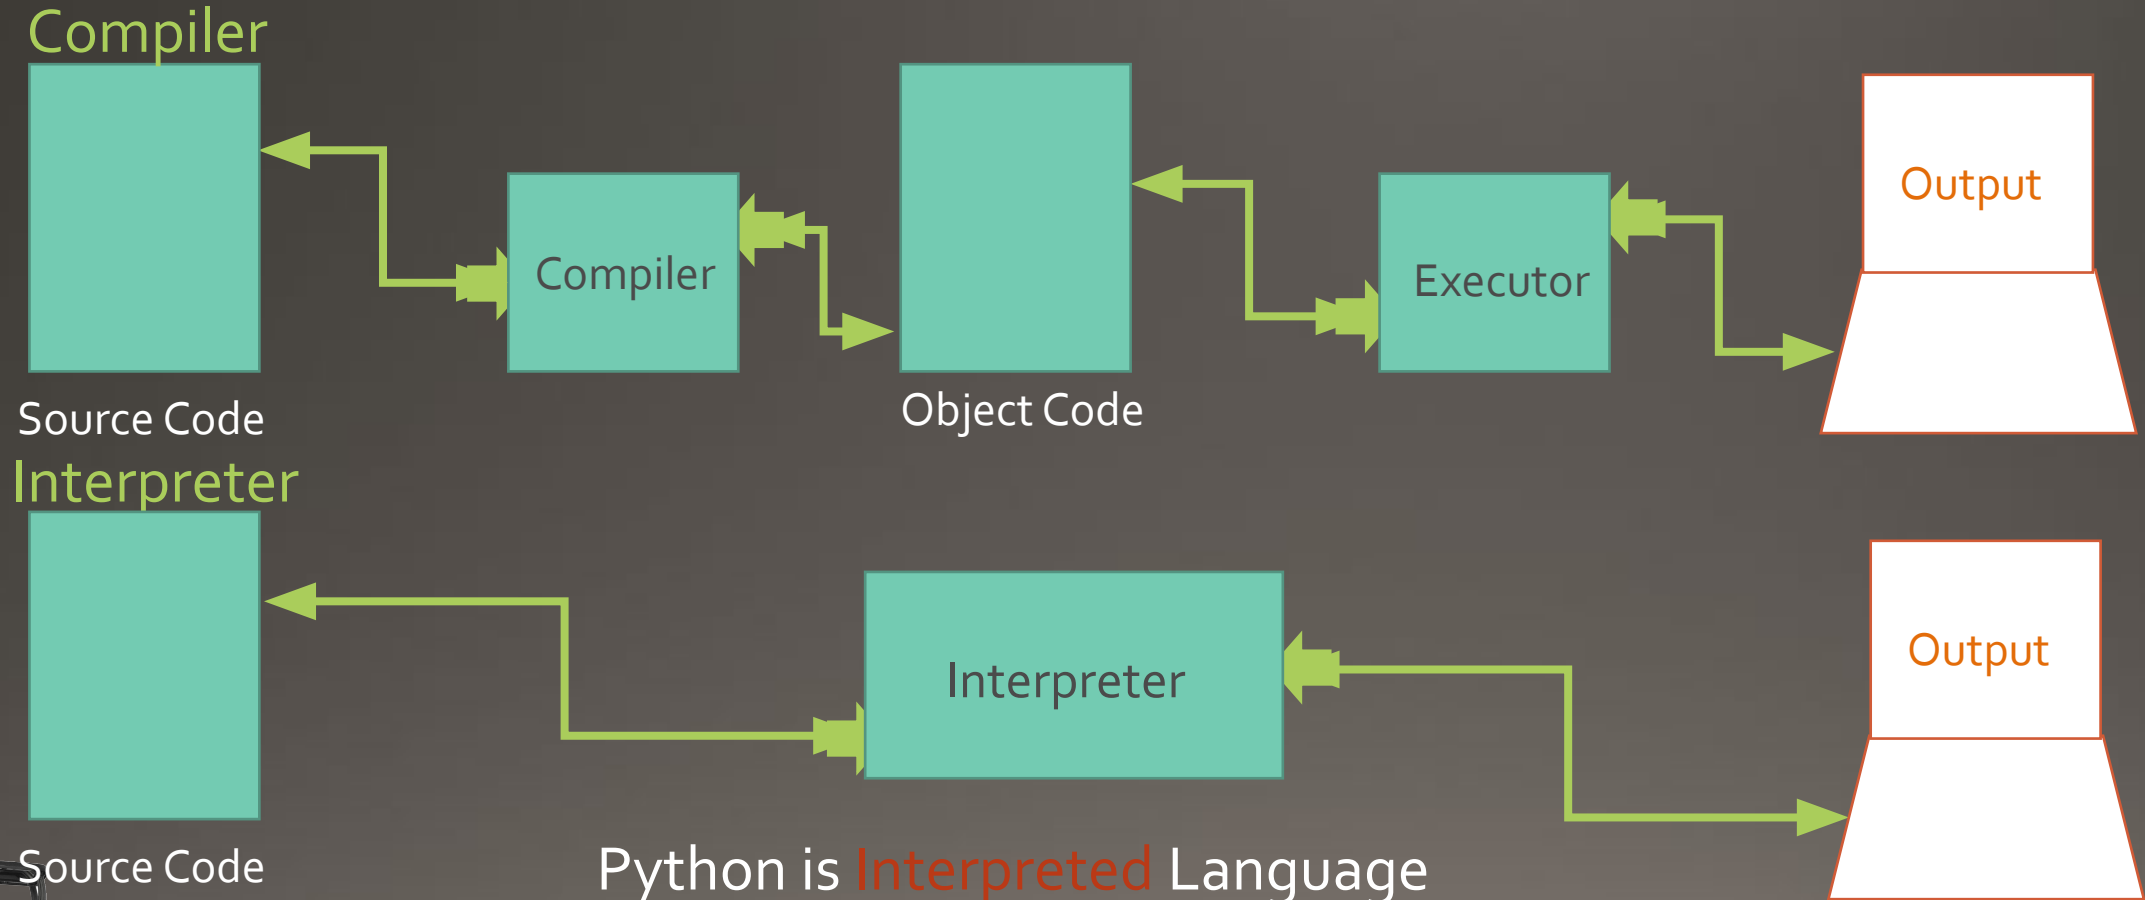 Compiler
Compiler
Executor
Output
Source Code
Object Code
Interpreter
Interpreter
Output
Source Code
Python is Interpreted Language